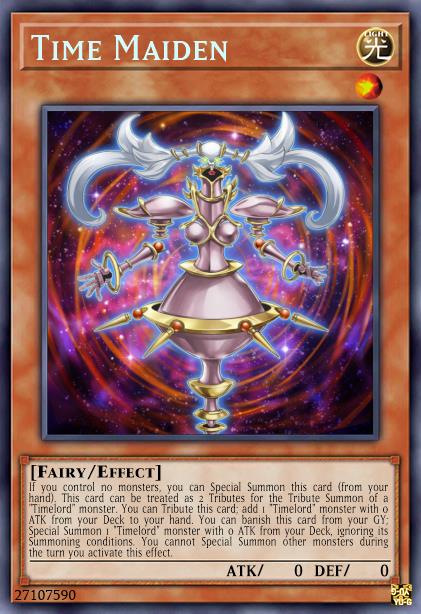 TIME MAIDEN
LIGHT
光
[FAIRY/EFFECT]
If you control no monsters, you can Special Summon this card (from your
hand). This card can be treated as 2 Tributes for the Tribute Summon of a
"Timelord" monster. You can Tribute this card; add 1 "Timelord" monster with 0
ATK from your Deck to your hand. You can banish this card from your GY;
Special Summon 1 "Timelord" monster with 0 ATK from your Deck, ignoring its
Summoning conditions. You cannot Special Summon other monsters during
the turn you activate this effect.
ATK/ 0 DEF/ 0
27107590